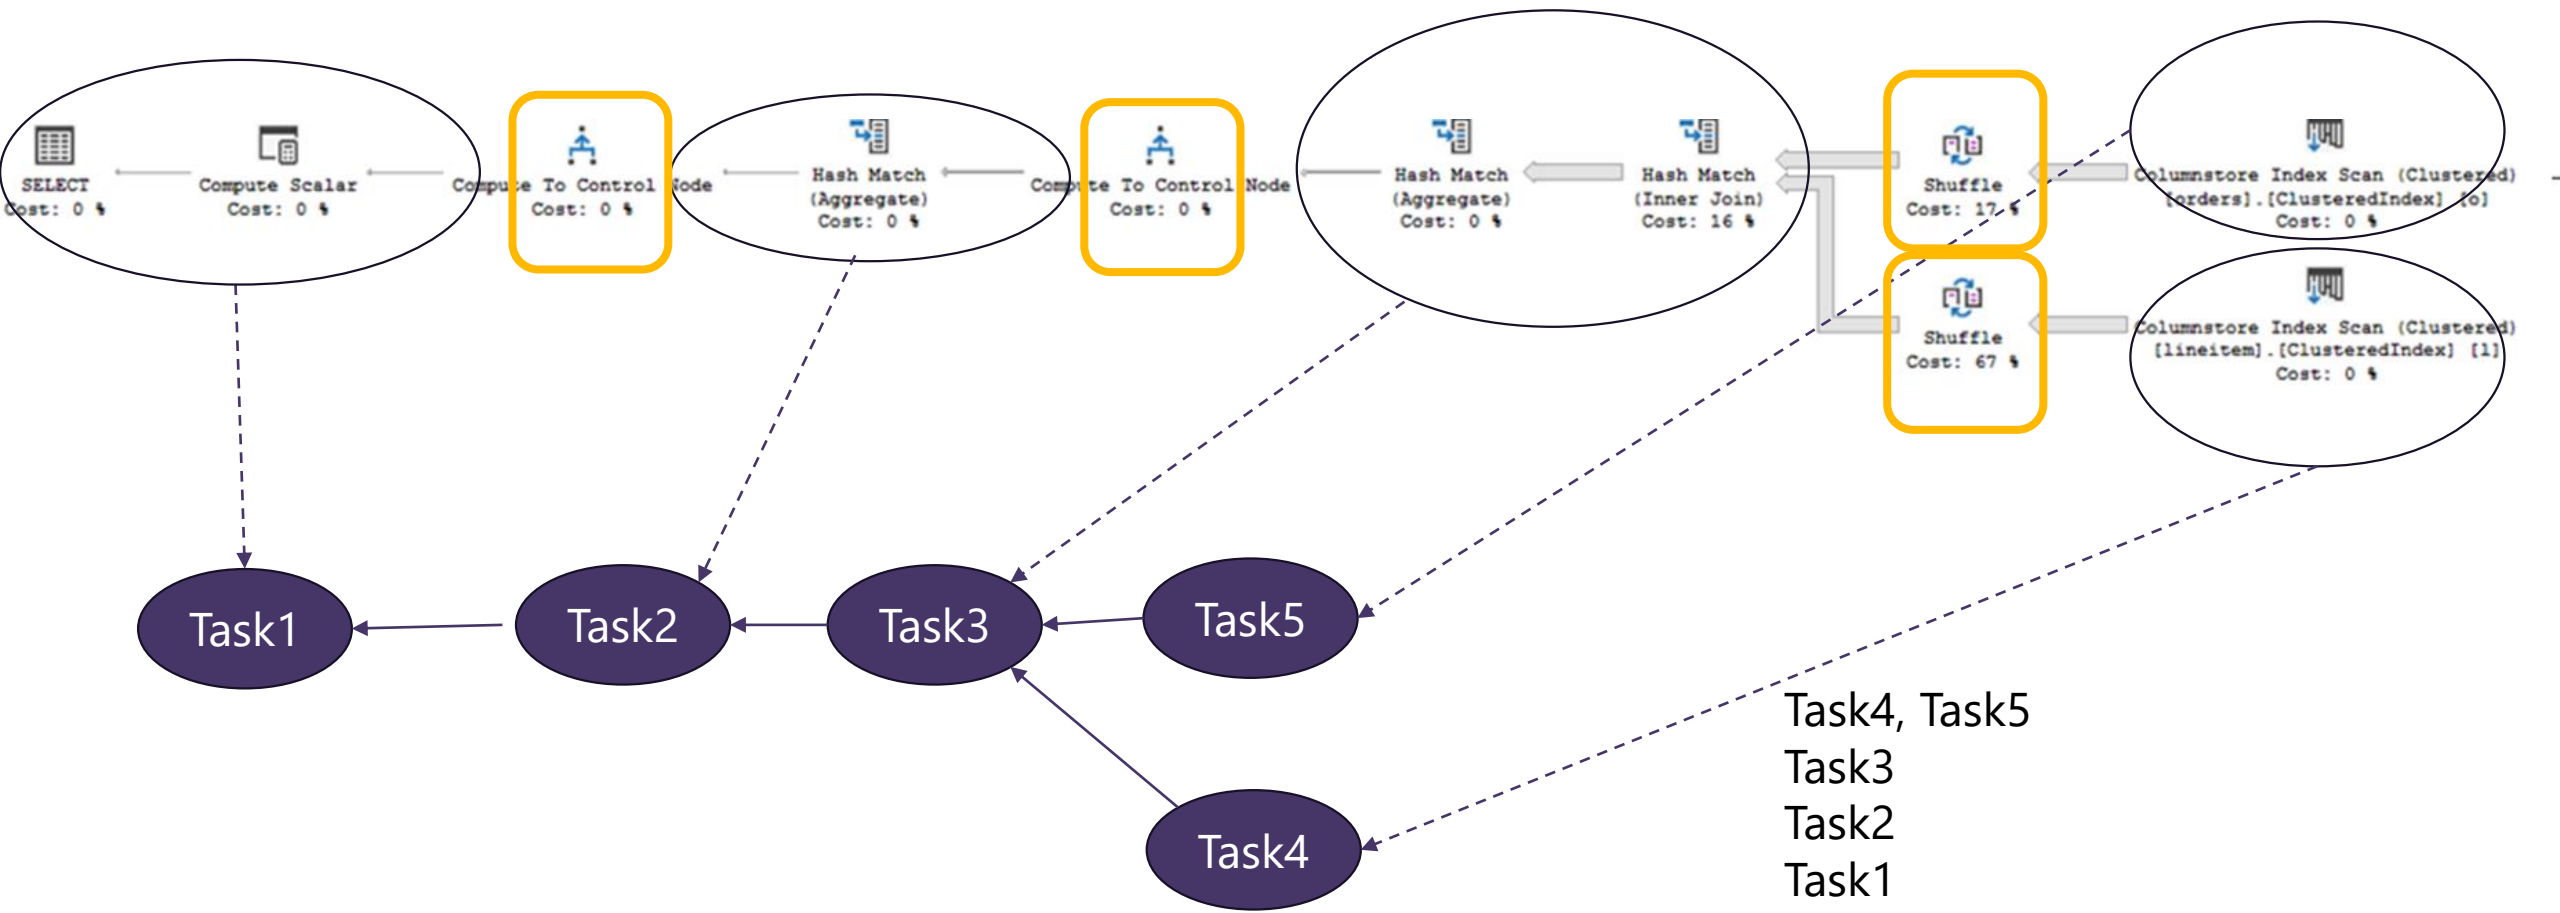 SELECT
Cost: 0 %
Compute Scalar
Cost: 0 %
Compute To Control Node
Cost: 0 %
Hash Match
(Aggregate)
Cost: 0 %
Compute To Control Node
Cost: 0 %
Hash Match
(Aggregate)
Cost: 0 %
Hash Match
(Inner Join)
Cost: 16 %
Shuffle
Cost: 17 %
Columnstore Index Scan (Clustered)
[orders].[ClusteredIndex] [o]
Cost: 0 %
Shuffle
Cost: 67 %
Columnstore Index Scan (Clustered)
[lineitem].[ClusteredIndex] [l]
Cost: 0 %
Task1
Task2
Task3
Task5
Task4
Task4, Task5
Task3
Task2
Task1